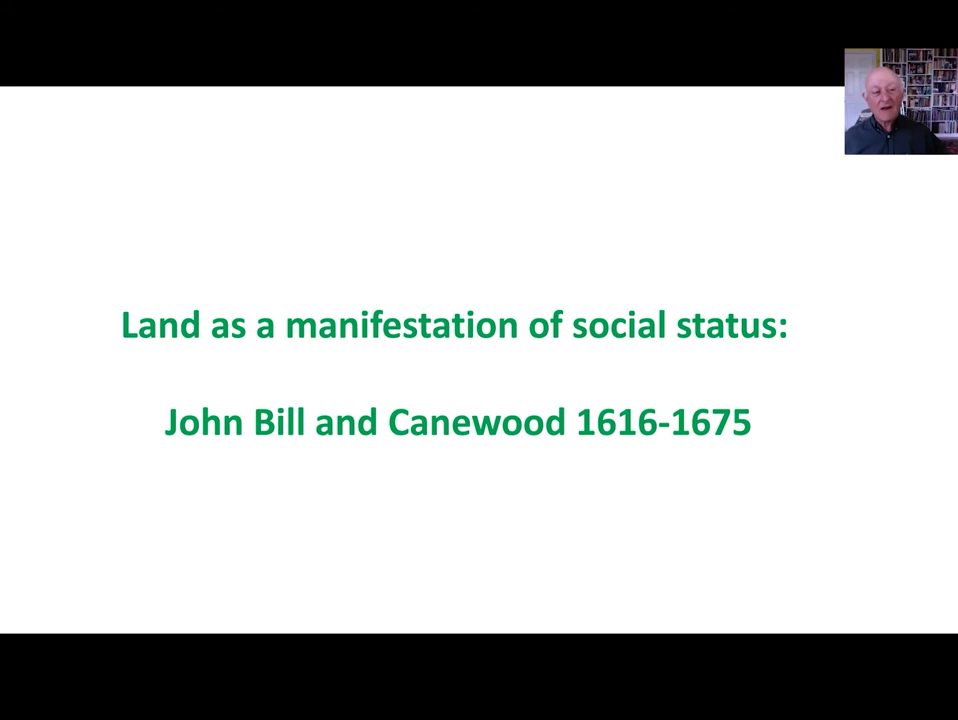 Land as a manifestation of social status:
John Bill and Canewood 1616-1675